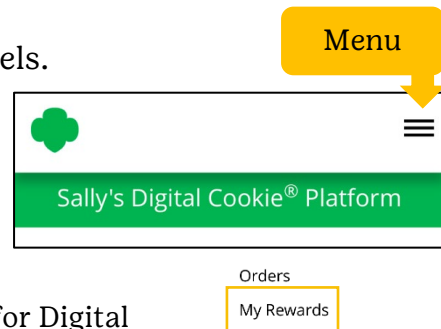 Menu
els.
Sally's Digital Cookie® Platform
Orders
for Digital
My Rewards